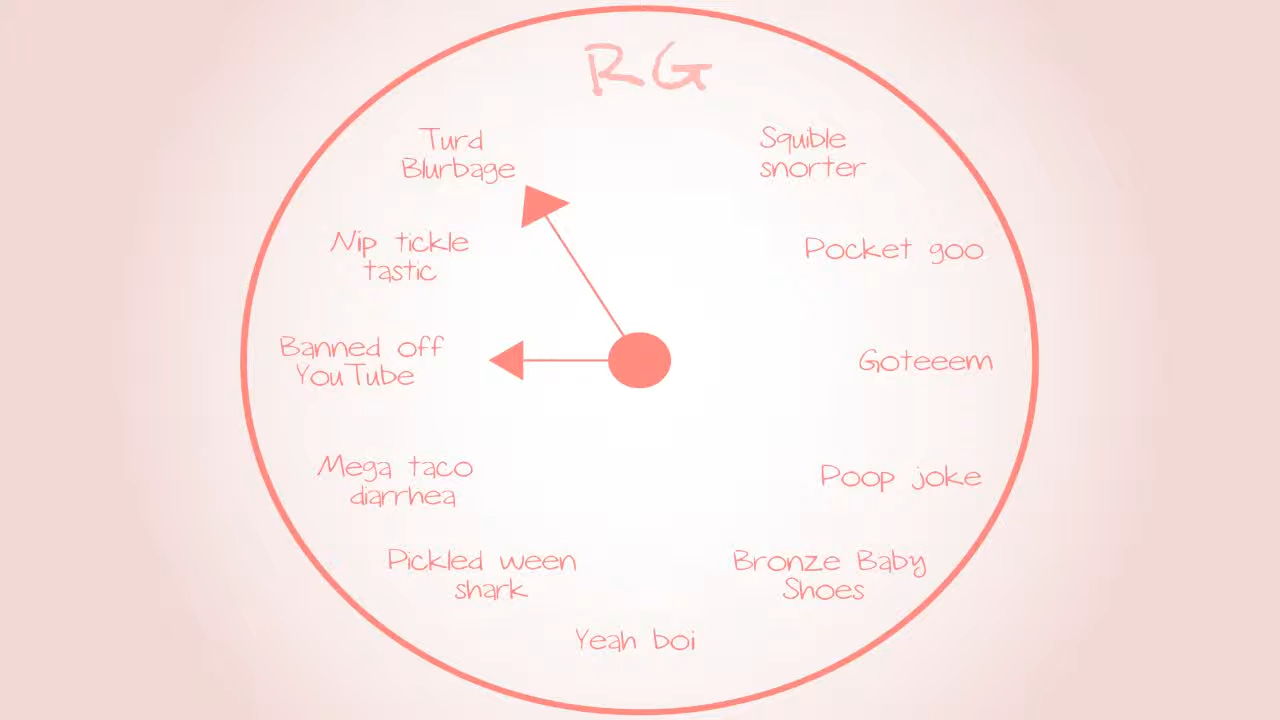 RG
Turd
Blurbage
Squible
snorter
Nip tickle
tastic
Pocket goo
Banned off
YouTube
Goteeem
Mega taco
diarrhea
Poop joke
Pickled ween
shark
Bronze Baby
Shoes
Yeah boi